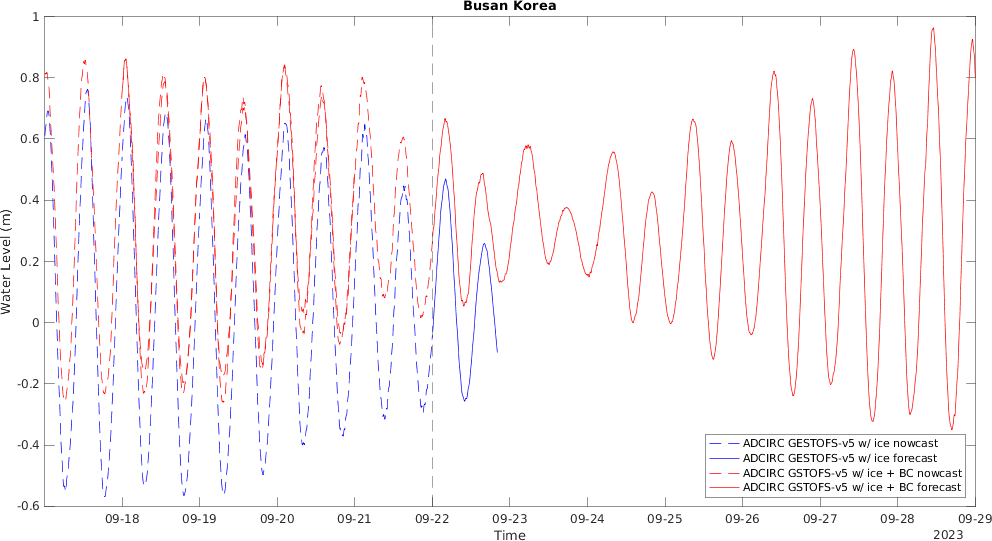 Busan Korea
1
0.8
0.6
0.4
0.2
0
-0.2
-0.4
-0.6
Water Level (m)
ADCIRC GESTOFS-v5 w/ ice nowcast
ADCIRC GESTOFS-v5 w/ ice forecast
ADCIRC GSTOFS-v5 w/ ice + BC nowcast
ADCIRC GSTOFS-v5 w/ ice + BC forecast
09-18 09-19 09-20 09-21 09-22 09-23 09-24 09-25 09-26 09-27 09-28 09-29
Time
2023